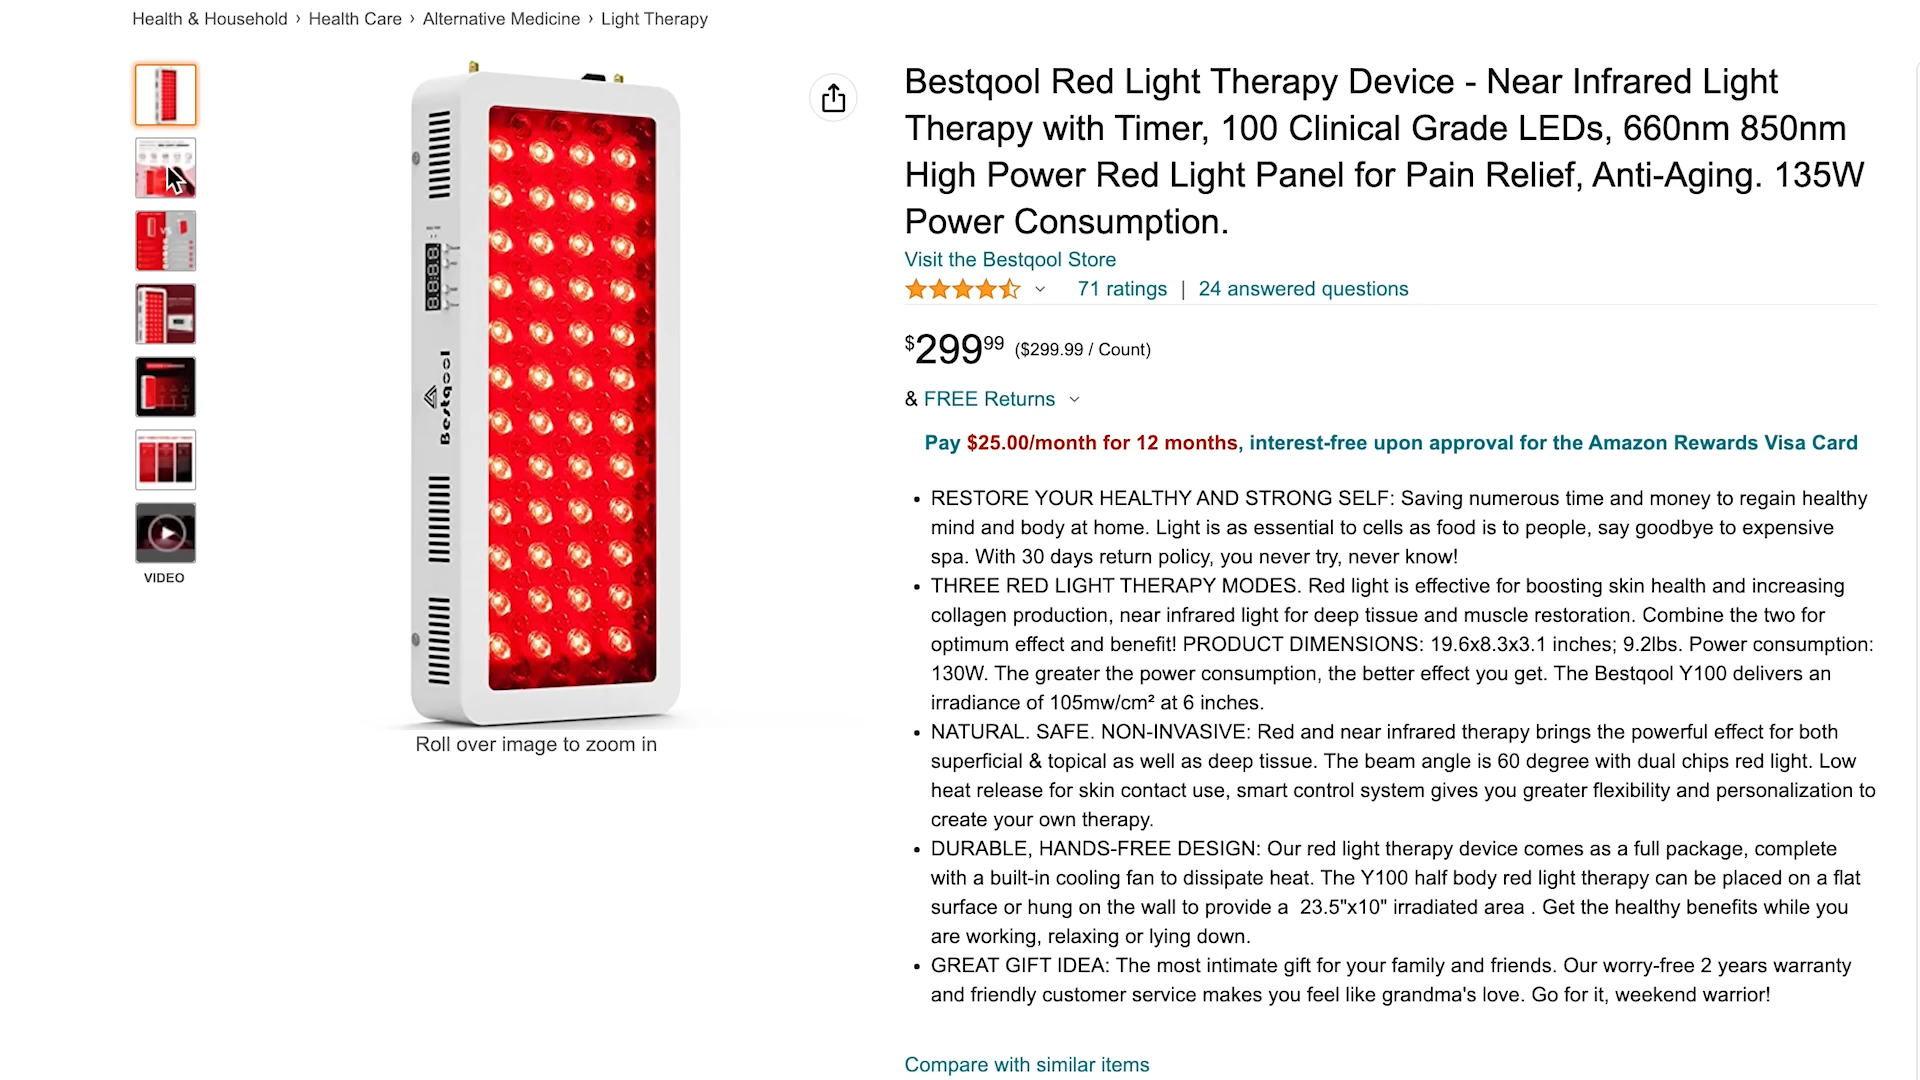 Health & Household › Health Care › Alternative Medicine › Light Therapy
Bestqool Red Light Therapy Device - Near Infrared Light
Therapy with Timer, 100 Clinical Grade LEDs, 660nm 850nm
High Power Red Light Panel for Pain Relief, Anti-Aging. 135W
Power Consumption.
Visit the Bestqool Store
71 ratings | 24 answered questions
$299 99 ($299.99 / Count)
& FREE Returns
Pay $25.00/month for 12 months, interest-free upon approval for the Amazon Rewards Visa Card
• RESTORE YOUR HEALTHY AND STRONG SELF: Saving numerous time and money to regain healthy
mind and body at home. Light is as essential to cells as food is to people, say goodbye to expensive
spa. With 30 days return policy, you never try, never know!
• THREE RED LIGHT THERAPY MODES. Red light is effective for boosting skin health and increasing
collagen production, near infrared light for deep tissue and muscle restoration. Combine the two for
optimum effect and benefit! PRODUCT DIMENSIONS: 19.6x8.3x3.1 inches; 9.2lbs. Power consumption:
130W. The greater the power consumption, the better effect you get. The Bestqool Y100 delivers an
irradiance of 105mw/cm² at 6 inches.
• NATURAL. SAFE. NON-INVASIVE: Red and near infrared therapy brings the powerful effect for both
superficial & topical as well as deep tissue. The beam angle is 60 degree with dual chips red light. Low
heat release for skin contact use, smart control system gives you greater flexibility and personalization to
create your own therapy.
• DURABLE, HANDS-FREE DESIGN: Our red light therapy device comes as a full package, complete
with a built-in cooling fan to dissipate heat. The Y100 half body red light therapy can be placed on a flat
surface or hung on the wall to provide a 23.5"x10" irradiated area . Get the healthy benefits while you
are working, relaxing or lying down.
• GREAT GIFT IDEA: The most intimate gift for your family and friends. Our worry-free 2 years warranty
and friendly customer service makes you feel like grandma's love. Go for it, weekend warrior!
Compare with similar items
Bestqool
8:8:8:8
VS
VIDEO
Roll over image to zoom in